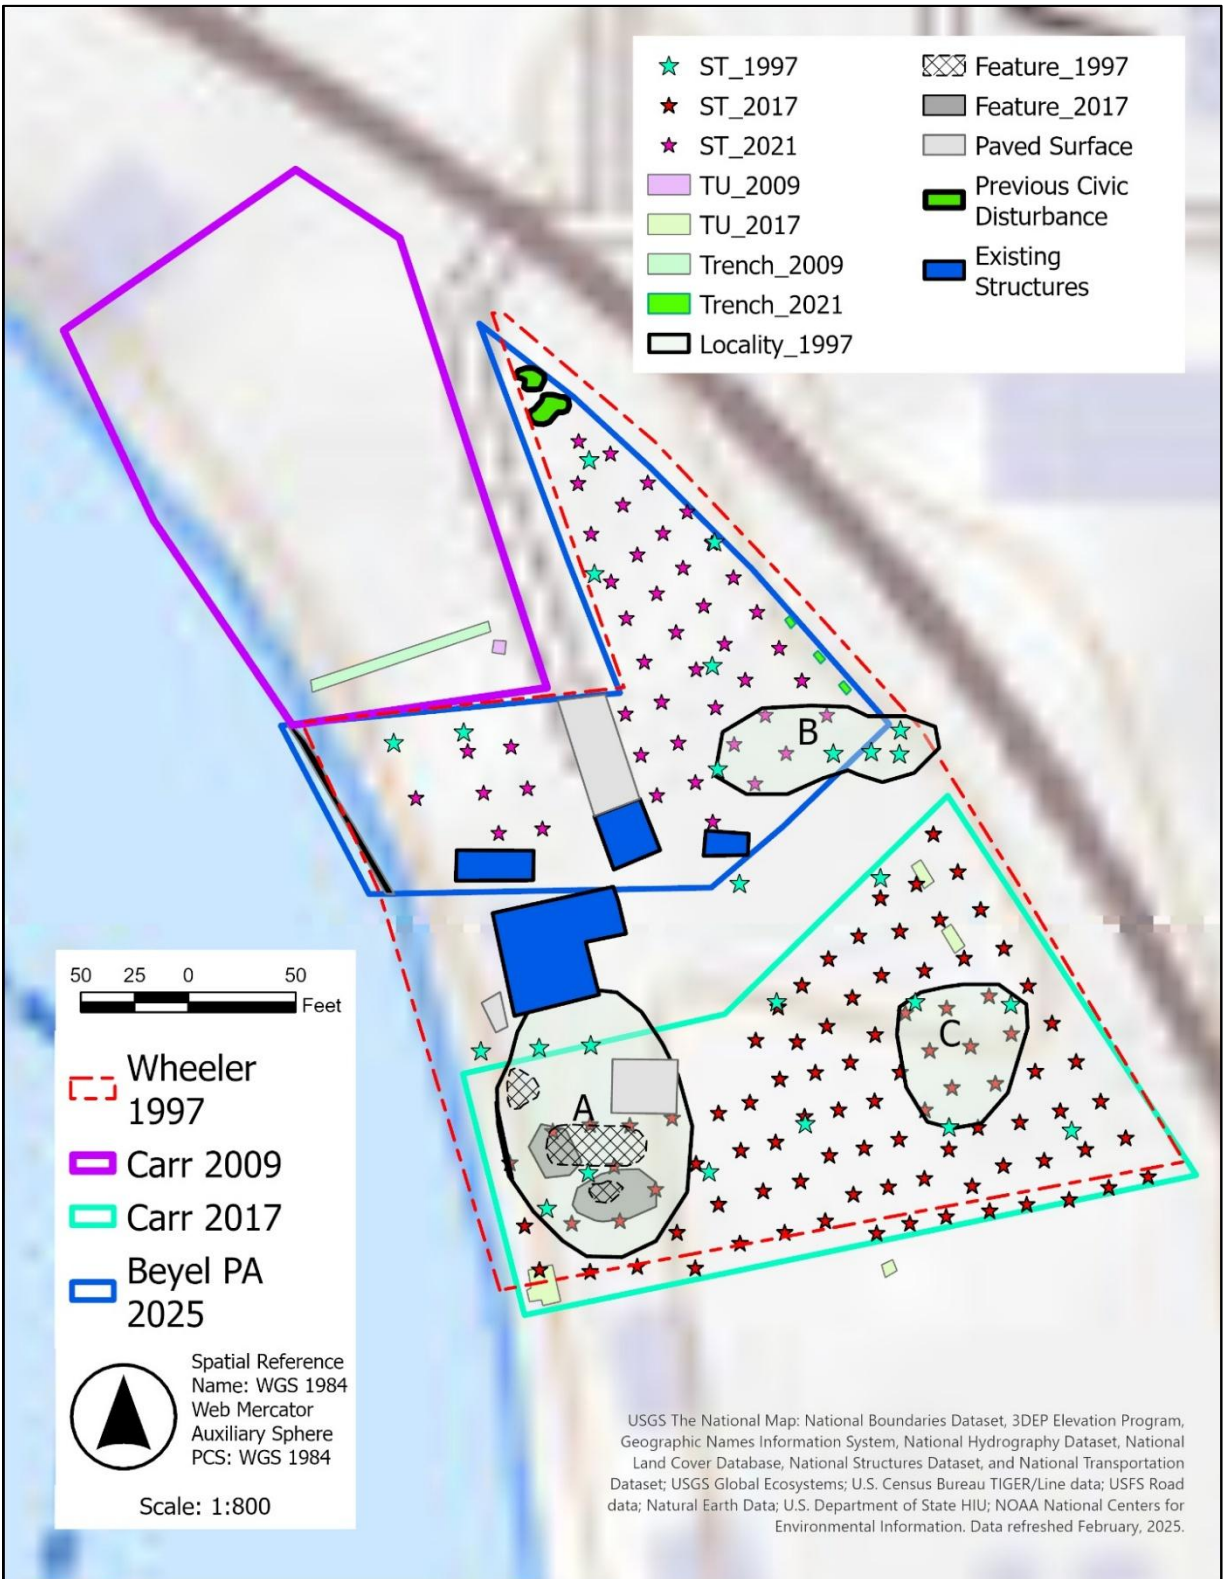 ST_1997
ST_2017
ST_2021
TU_2009
TU_2017
Trench_2009
Trench_2021
Locality_1997
Feature_1997
Feature_2017
Paved Surface
Previous Civic
Disturbance
Existing
Structures
B
C
A
50 25 0 50
Feet
Wheeler
1997
Carr 2009
Carr 2017
Beyel PA
2025
Spatial Reference
Name: WGS 1984
Web Mercator
Auxiliary Sphere
PCS: WGS 1984
Scale: 1:800
USGS The National Map: National Boundaries Dataset, 3DEP Elevation Program,
Geographic Names Information System, National Hydrography Dataset, National
Land Cover Database, National Structures Dataset, and National Transportation
Dataset; USGS Global Ecosystems; U.S. Census Bureau TIGER/Line data; USFS Road
data; Natural Earth Data; U.S. Department of State HIU; NOAA National Centers for
Environmental Information. Data refreshed February, 2025.